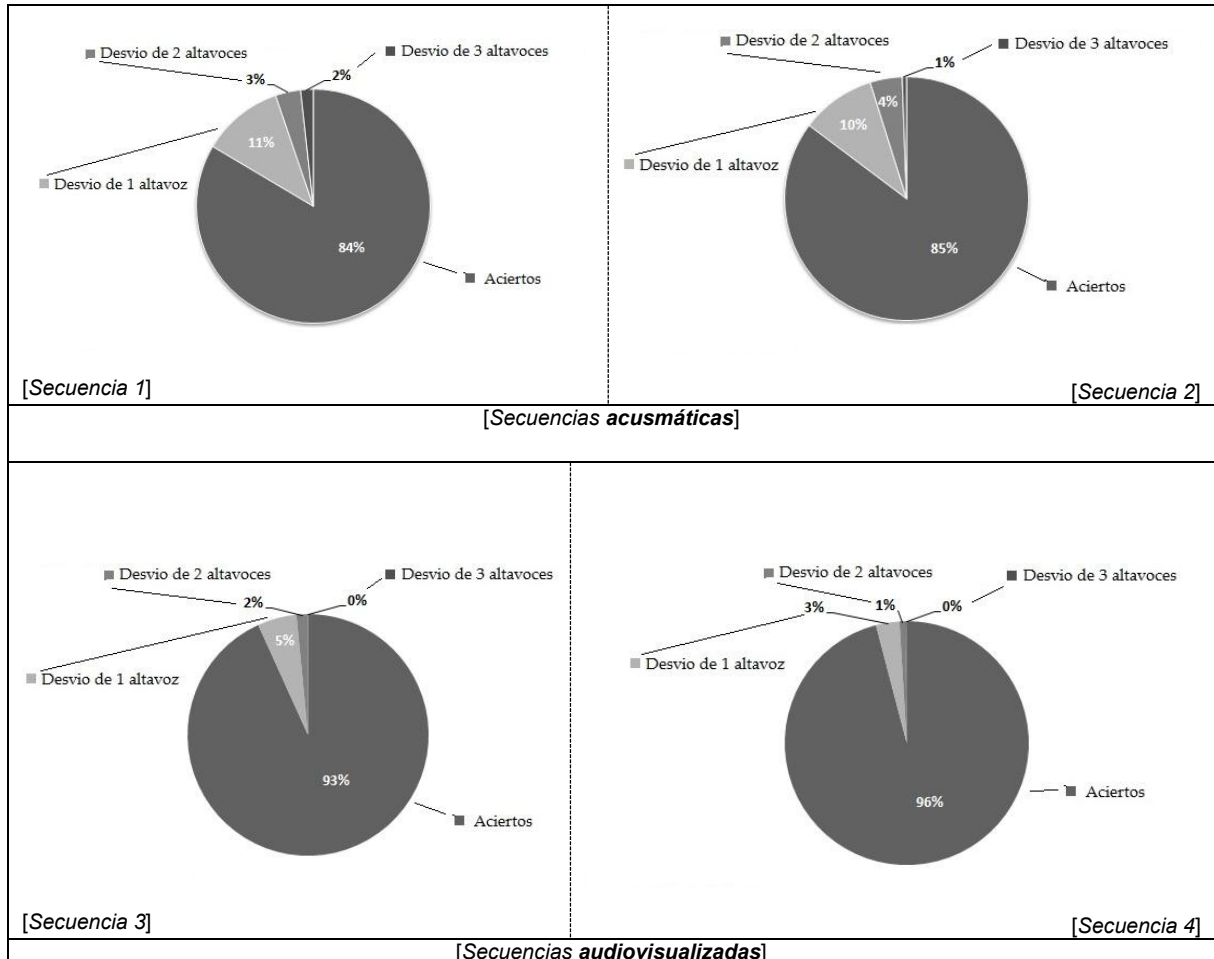 Desvio de 2 altavoces
Desvio de 3 altavoces
3%
2%
11%
Desvio de 1 altavoz
84%
Aciertos
[Secuencia 1]
Desvio de 2 altavoces
Desvio de 3 altavoces
1%
4%
10%
Desvio de 1 altavoz
85%
Aciertos
[Secuencia 2]
[Secuencias acusmáticas]
Desvio de 2 altavoces
Desvio de 3 altavoces
2%
0%
5%
Desvio de 1 altavoz
93%
Aciertos
[Secuencia 3]
Desvio de 2 altavoces
Desvio de 3 altavoces
3%
1%
0%
Desvio de 1 altavoz
96%
Aciertos
[Secuencia 4]
[Secuencias audiovisualizadas]